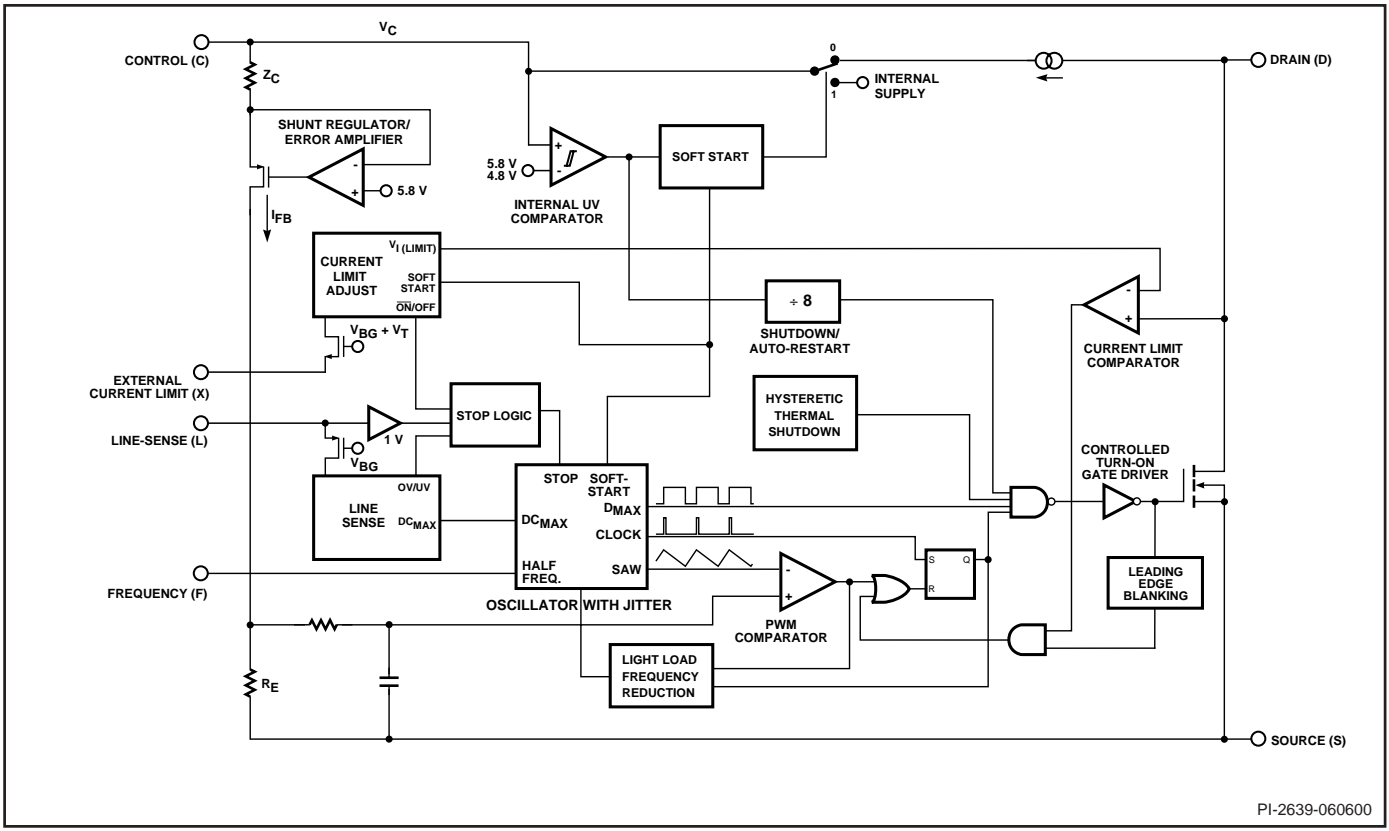 VC
CONTROL (C)
ZC
0
DRAIN (D)
1
INTERNAL
SUPPLY
SHUNT REGULATOR/
ERROR AMPLIFIER
-
+
5.8 V
IFB
+
-
5.8 V
4.8 V
INTERNAL UV
COMPARATOR
SOFT START
CURRENT
LIMIT
ADJUST
VI (LIMIT)
SOFT
START
ON/OFF
VBG + VT
÷ 8
SHUTDOWN/
AUTO-RESTART
-
+
CURRENT LIMIT
COMPARATOR
EXTERNAL
CURRENT LIMIT (X)
LINE-SENSE (L)
1 V
VBG
STOP LOGIC
HYSTERETIC
THERMAL
SHUTDOWN
CONTROLLED
TURN-ON
GATE DRIVER
OV/UV
LINE
SENSE
DCMAX
STOP
SOFT-
START
DMAX
DCMAX
CLOCK
HALF
FREQ.
SAW
OSCILLATOR WITH JITTER
FREQUENCY (F)
-
+
PWM
COMPARATOR
S
Q
R
LEADING
EDGE
BLANKING
LIGHT LOAD
FREQUENCY
REDUCTION
RE
SOURCE (S)
PI-2639-060600